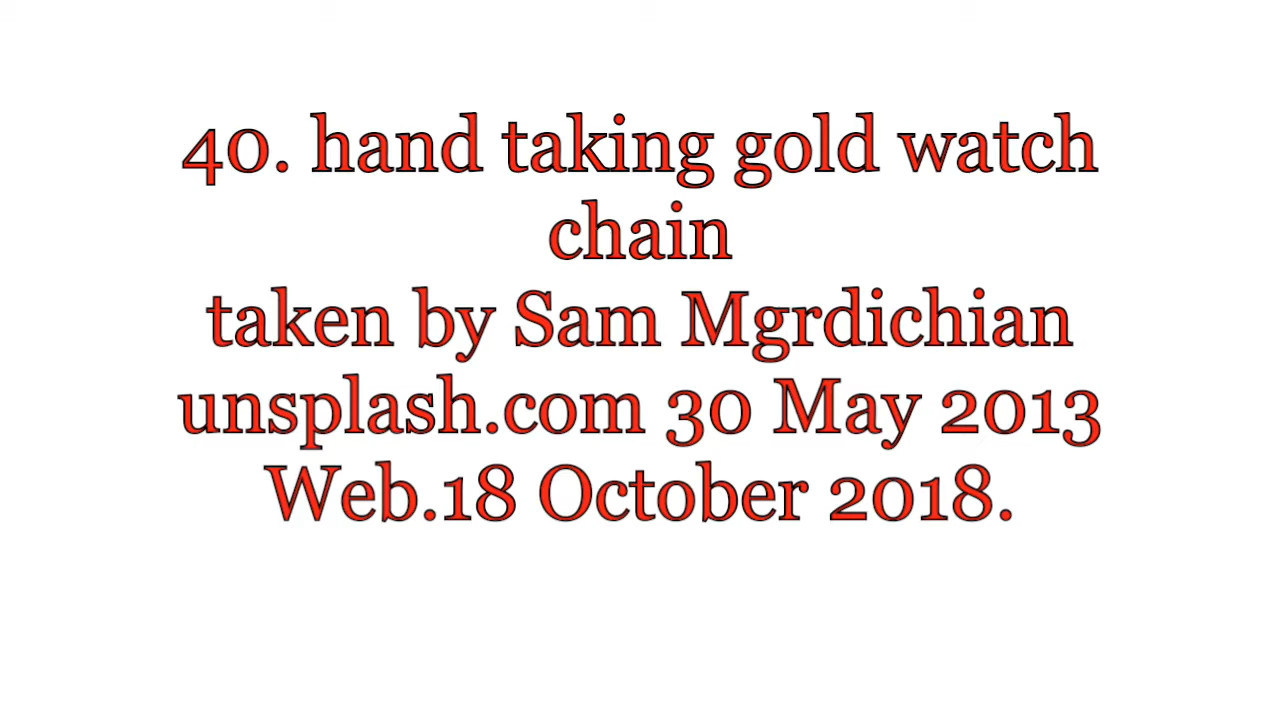 40. hand taking gold watch
chain
taken by Sam Mgrdichian
unsplash.com 30 May 2013
Web.18 October 2018.